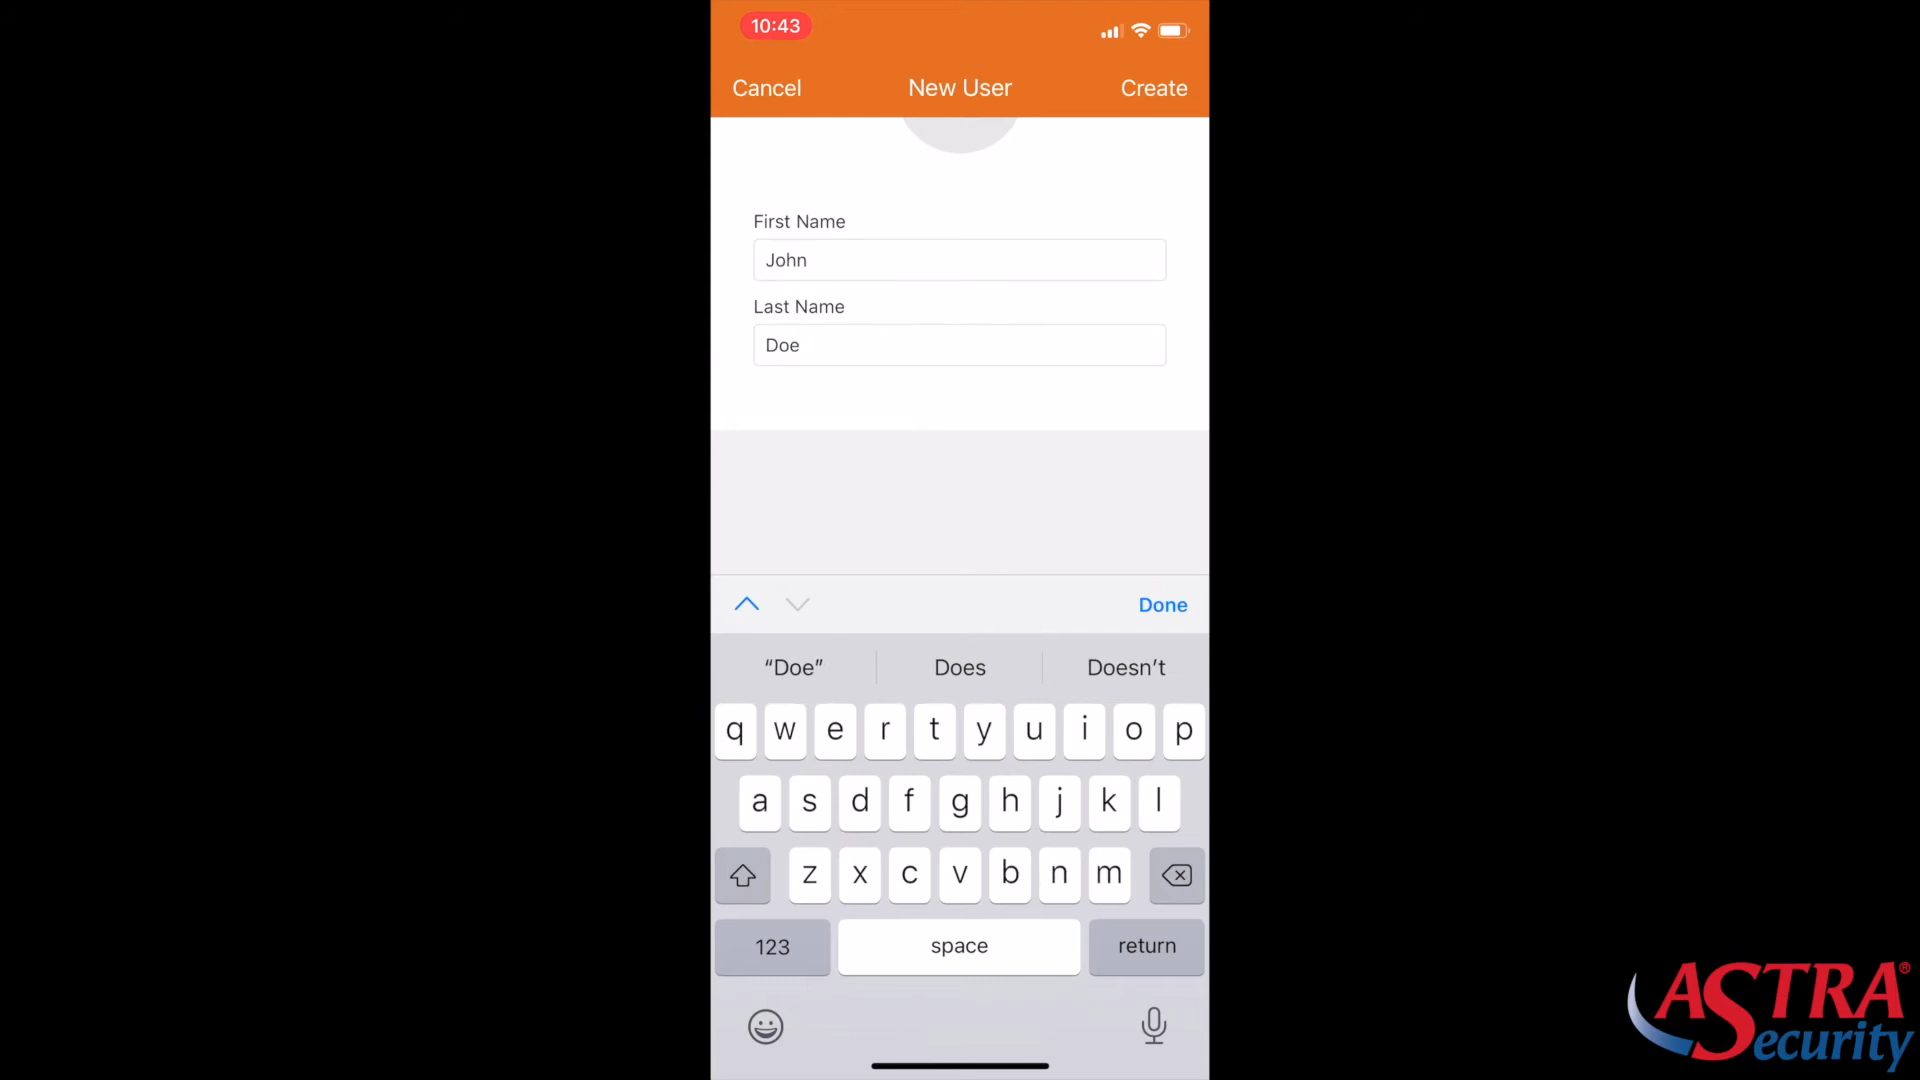 10:43
Cancel New User Create
First Name
John
Last Name
Doe
Done
“Doe” Does Doesn’t
q w e r t y u i o p
a s d f g h j k l
z x c v b n m
123 space return
ASTRA®
Security